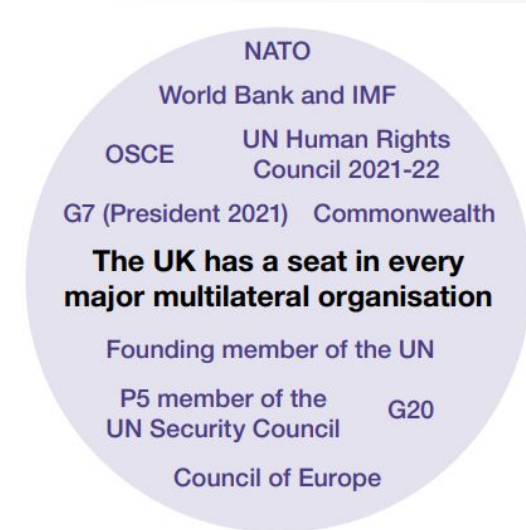 NATO
World Bank and IMF
OSCE
UN Human Rights
Council 2021-22
G7 (President 2021)
Commonwealth
The UK has a seat in every
major multilateral organisation
Founding member of the UN
P5 member of the
UN Security Council
G20
Council of Europe